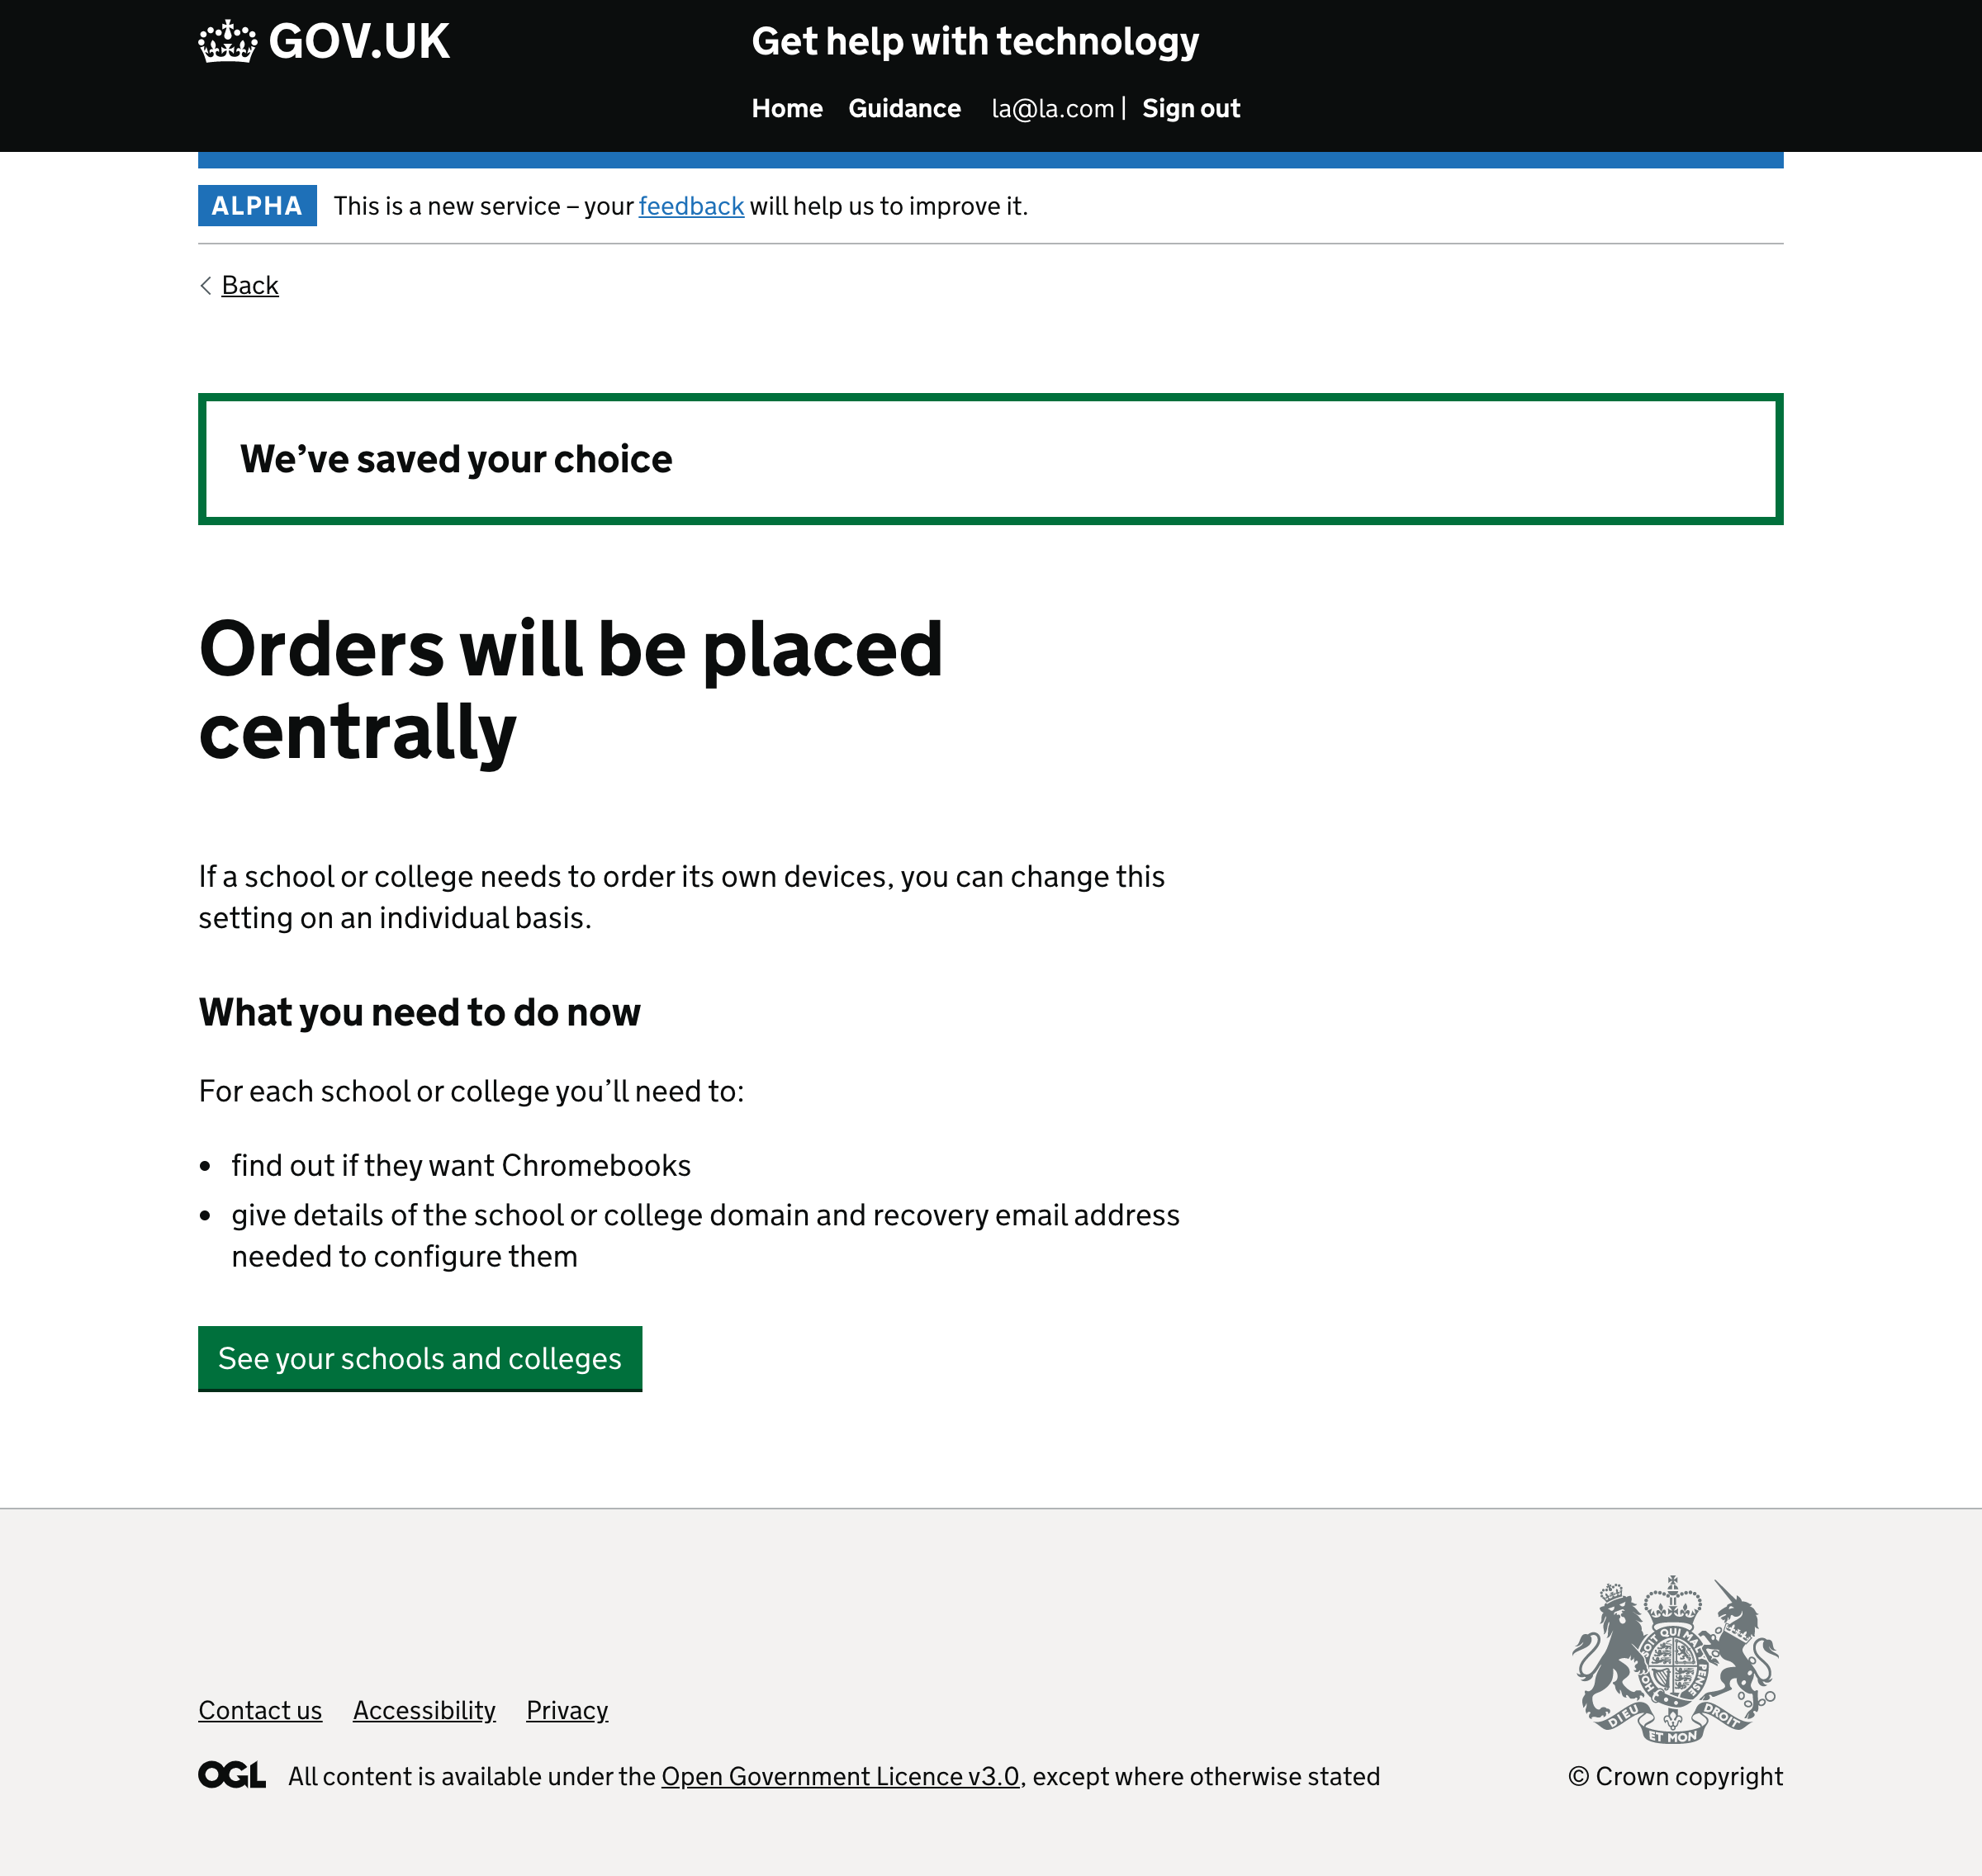 GOV.UK
Get help with technology
Home Guidance la@la.com | Sign out
ALPHA This is a new service – your feedback will help us to improve it.
Back
We’ve saved your choice
Orders will be placed
centrally
If a school or college needs to order its own devices, you can change this
setting on an individual basis.
What you need to do now
For each school or college you’ll need to:
• find out if they want Chromebooks
• give details of the school or college domain and recovery email address
needed to configure them
See your schools and colleges
Contact us Accessibility Privacy
OGL All content is available under the Open Government Licence v3.0, except where otherwise stated
HONI SOIT QUI MAL Y PENSE
DIEU ET MON DROIT
© Crown copyright